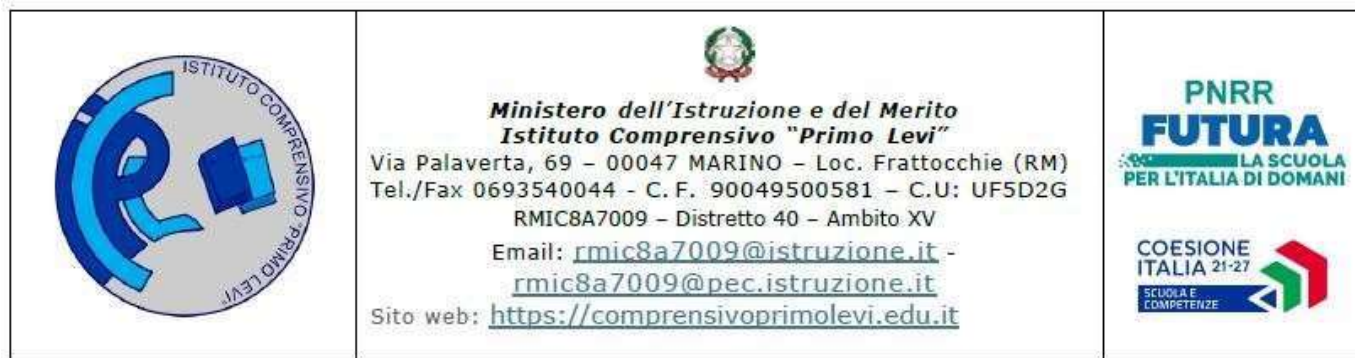 ISTITUTO COMPRENSIVO "PRIMO LEVI"
Ministero dell'Istruzione e del Merito
Istituto Comprensivo "Primo Levi"
Via Palaverta, 69 – 00047 MARINO – Loc. Frattocchie (RM)
Tel./Fax 0693540044 - C. F. 90049500581 – C.U: UF5D2G
RMIC8A7009 – Distretto 40 – Ambito XV
Email: rmic8a7009@istruzione.it -
rmic8a7009@pec.istruzione.it
Sito web: https://comprensivoprimolevi.edu.it
PNRR
FUTURA
LA SCUOLA
PER L'ITALIA DI DOMANI
COESIONE
ITALIA 21-27
SCUOLA E
COMPETENZE